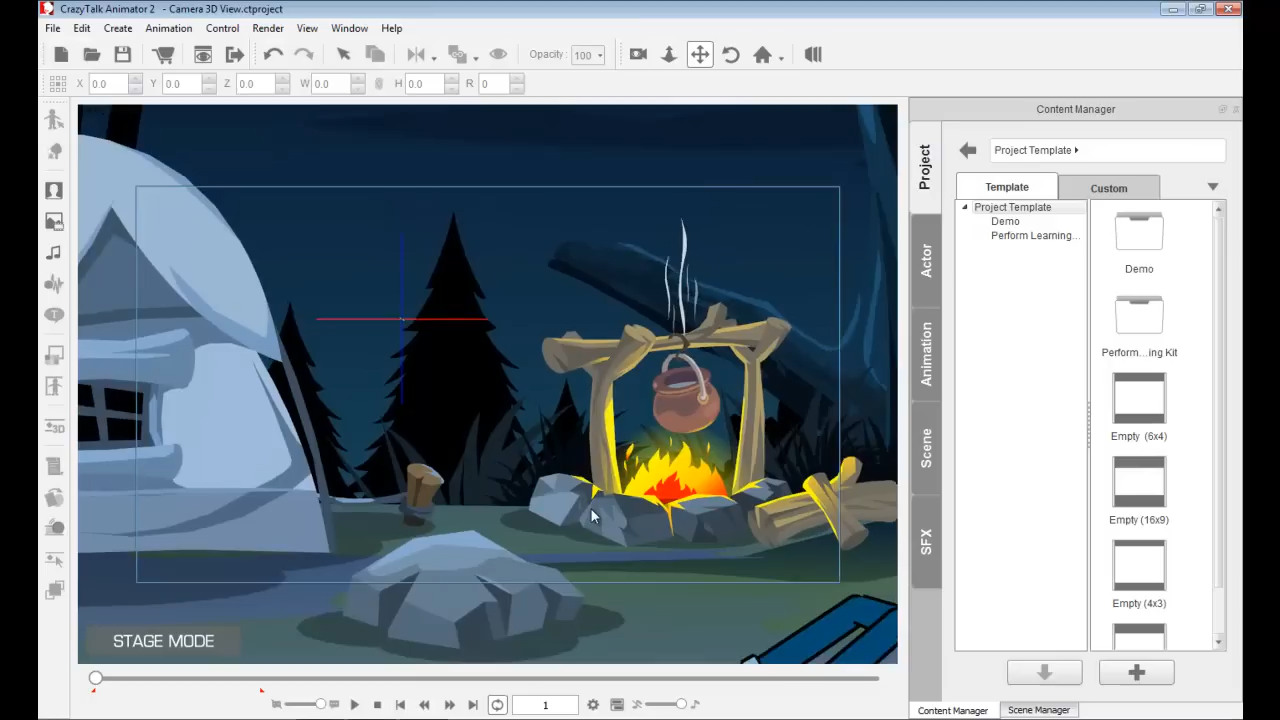 CrazyTalk Animator 2 - Camera 3D View.ctproject
File Edit Create Animation Control Render View Window Help
Opacity: 100
X 0.0 Y 0.0 Z 0.0 W 0.0 H 0.0 R 0
Content Manager
Project Template
Template Custom
Project Template
Demo
Perform Learning...
Demo
Perform...ing Kit
Empty (6x4)
Empty (16x9)
Empty (4x3)
Project
Actor
Animation
Scene
SFX
STAGE MODE
1
Content Manager Scene Manager